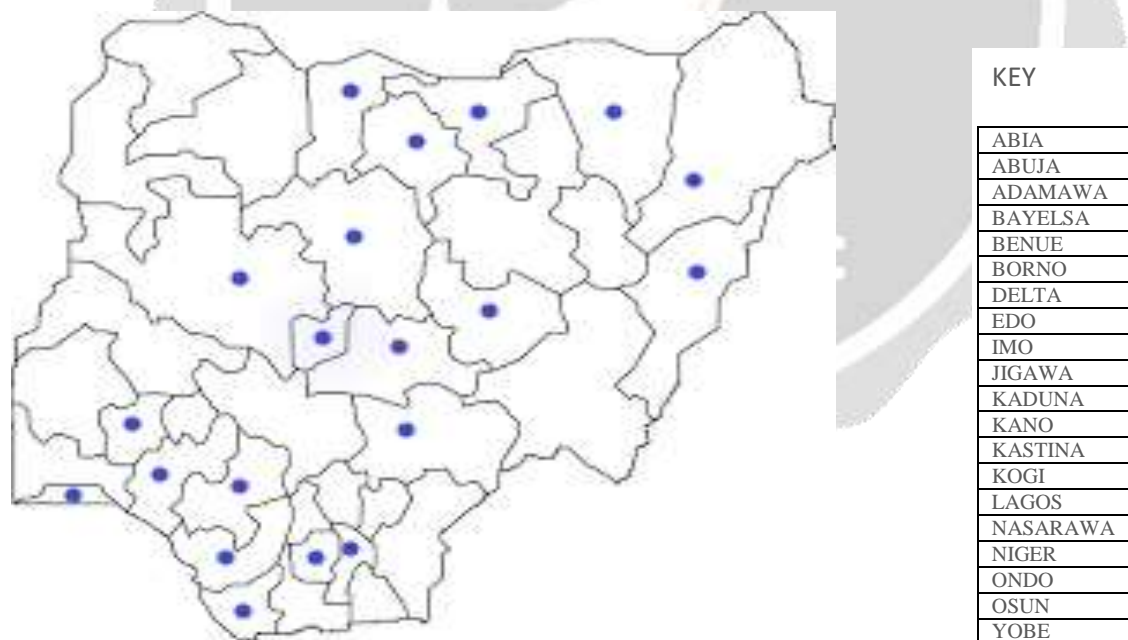 KEY
ABIA
ABUJA
ADAMAWA
BAYELSA
BENUE
BORNO
DELTA
EDO
IMO
JIGAWA
KADUNA
KANO
KASTINA
KOGI
LAGOS
NASARAWA
NIGER
ONDO
OSUN
YOBE